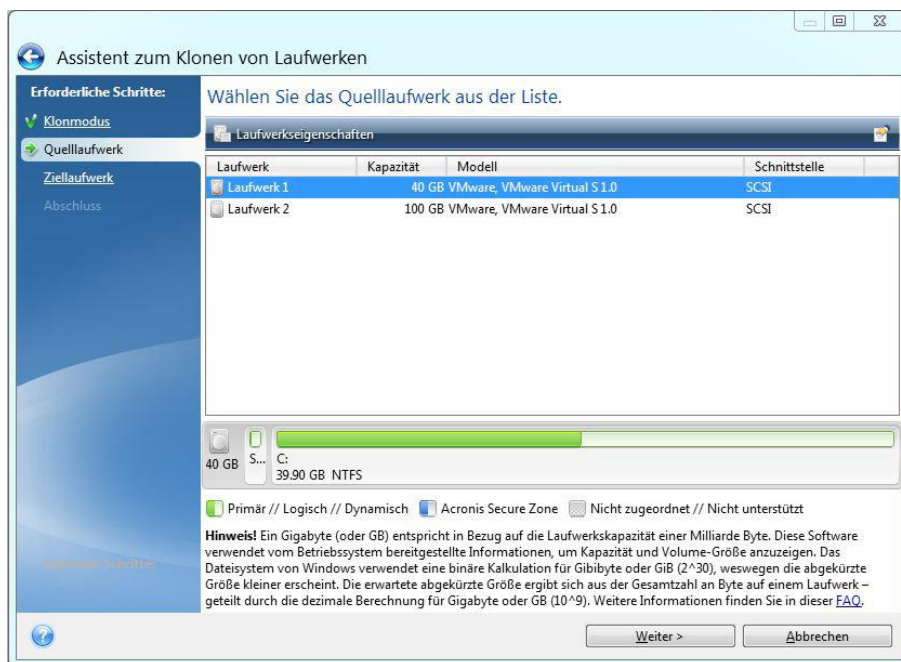 Assistent zum Klonen von Laufwerken
Erforderliche Schritte:
Klonmodus
Quelllaufwerk
Ziellaufwerk
Abschluss
Wählen Sie das Quelllaufwerk aus der Liste.
Laufwerkseigenschaften
Laufwerk Kapazität Modell Schnittstelle
Laufwerk 1 40 GB VMware, VMware Virtual S 1.0 SCSI
Laufwerk 2 100 GB VMware, VMware Virtual S 1.0 SCSI
40 GB
S...
C:
39.90 GB NTFS
Primär // Logisch // Dynamisch Acronis Secure Zone Nicht zugeordnet // Nicht unterstützt
Hinweis! Ein Gigabyte (oder GB) entspricht in Bezug auf die Laufwerkskapazität einer Milliarde Byte. Diese Software
verwendet vom Betriebssystem bereitgestellte Informationen, um Kapazität und Volume-Größe anzuzeigen. Das
Dateisystem von Windows verwendet eine binäre Kalkulation für Gibibyte oder GiB (2^30), weswegen die abgekürzte
Größe kleiner erscheint. Die erwartete abgekürzte Größe ergibt sich aus der Gesamtzahl an Byte auf einem Laufwerk –
geteilt durch die dezimale Berechnung für Gigabyte oder GB (10^9). Weitere Informationen finden Sie in dieser FAQ.
Weiter >
Abbrechen